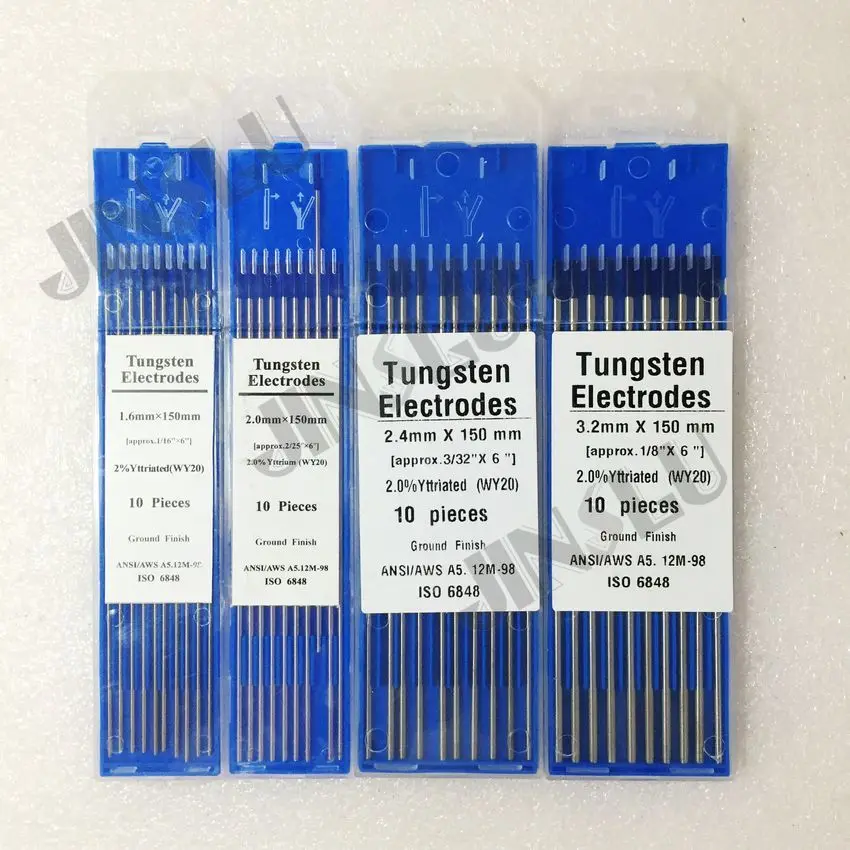 Tungsten
Electrodes
1.6mm×150mm
[approx.1/16"×6"]
2%Yttriated(WY20)
10 Pieces
Ground Finish
ANSI/AWS A5.12M-98
ISO 6848
Tungsten
Electrodes
2.0mm×150mm
[approx.2/25"×6"]
2.0% Yttrium (WY20)
10 Pieces
Ground Finish
ANSI/AWS A5.12M-98
ISO 6848
Tungsten
Electrodes
2.4mm X 150 mm
[approx.3/32"X 6 "]
2.0%Yttriated (WY20)
10 pieces
Ground Finish
ANSI/AWS A5. 12M-98
ISO 6848
Tungsten
Electrodes
3.2mm X 150 mm
[approx.1/8"X 6 "]
2.0%Yttriated (WY20)
10 pieces
Ground Finish
ANSI/AWS A5. 12M-98
ISO 6848
JINSLU
JINSLU
JINSLU
JINSLU